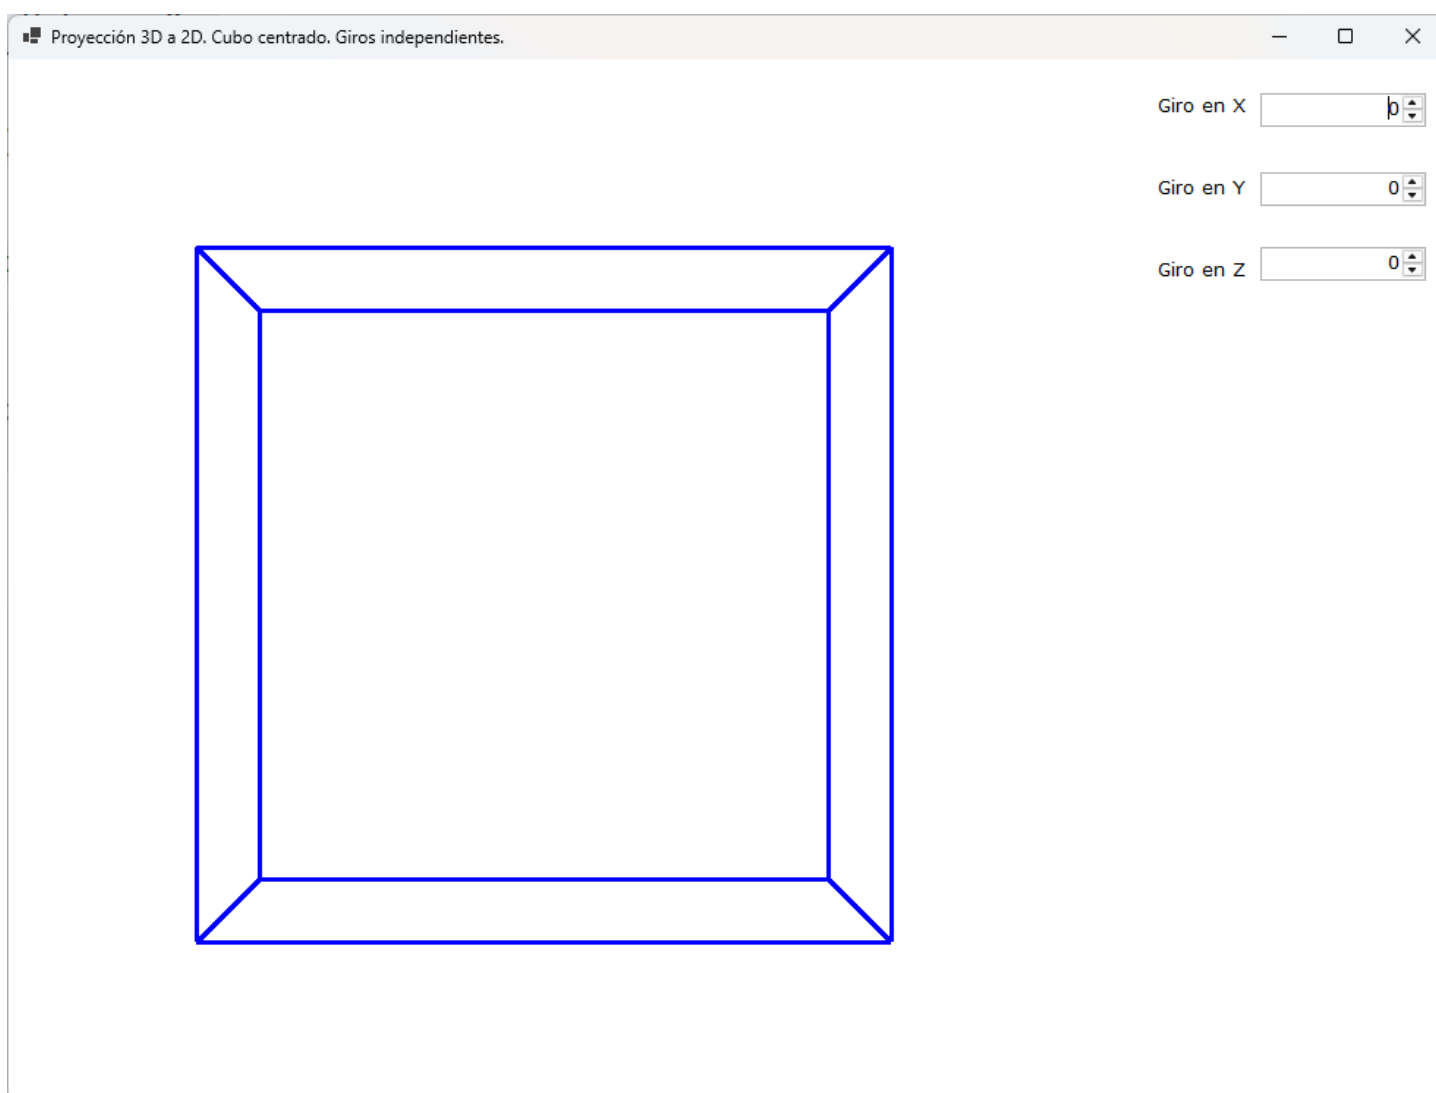 Proyección 3D a 2D. Cubo centrado. Giros independientes.
Giro en X 0
Giro en Y 0
Giro en Z 0